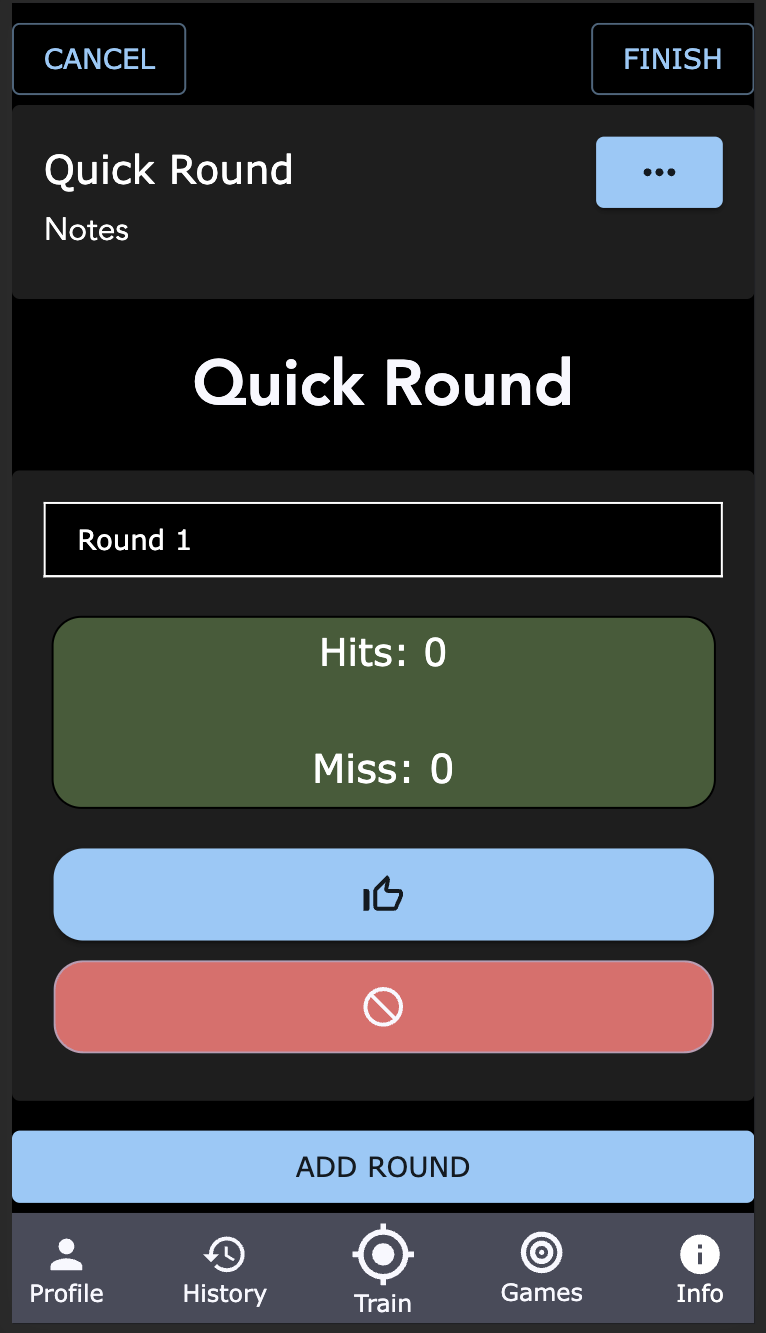 CANCEL
FINISH
Quick Round
Notes
Quick Round
Round 1
Hits: 0
Miss: 0
ADD ROUND
Profile
History
Train
Games
Info